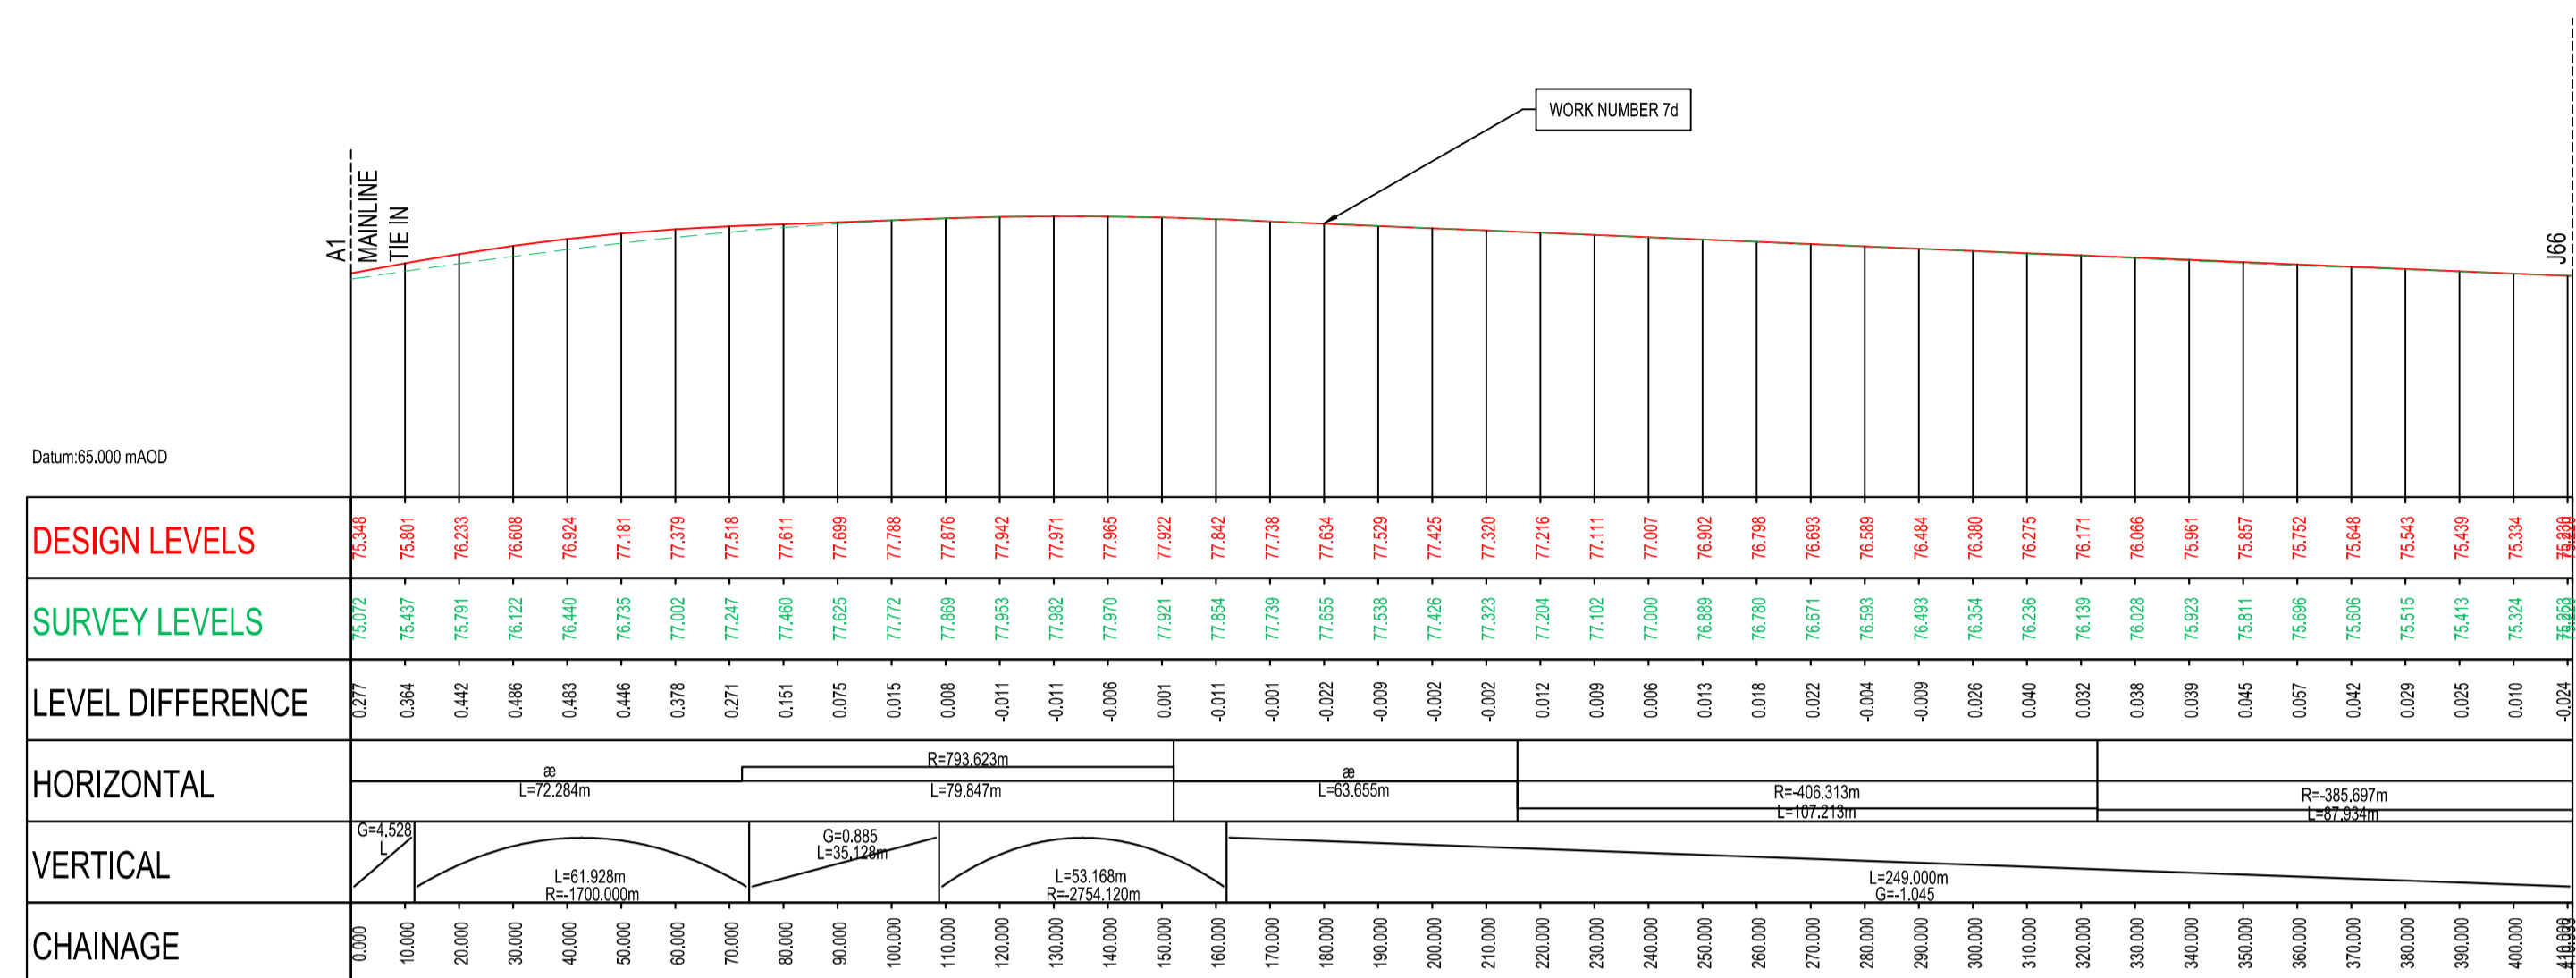 WORK NUMBER 7d
A1
MAINLINE
TIE IN
J66
Datum:65.000 mAOD
DESIGN LEVELS 75.348 75.801 76.233 76.608 76.924 77.181 77.379 77.518 77.611 77.699 77.788 77.876 77.942 77.971 77.965 77.922 77.842 77.738 77.634 77.529 77.425 77.320 77.216 77.111 77.007 76.902 76.798 76.693 76.589 76.484 76.380 76.275 76.171 76.066 75.961 75.857 75.752 75.648 75.543 75.439 75.334
SURVEY LEVELS 75.072 75.437 75.791 76.122 76.440 76.735 77.002 77.247 77.460 77.625 77.772 77.869 77.953 77.982 77.970 77.921 77.854 77.739 77.655 77.538 77.426 77.323 77.204 77.102 77.000 76.889 76.780 76.671 76.593 76.493 76.354 76.236 76.139 76.028 75.923 75.811 75.696 75.606 75.515 75.413 75.324
LEVEL DIFFERENCE 0.277 0.364 0.442 0.486 0.483 0.446 0.378 0.271 0.151 0.075 0.015 0.008 -0.011 -0.011 -0.006 0.001 -0.011 -0.001 -0.022 -0.009 -0.002 -0.002 0.012 0.009 0.006 0.013 0.018 0.022 -0.004 -0.009 0.026 0.040 0.032 0.038 0.039 0.045 0.057 0.042 0.029 0.025 0.010 -0.024
HORIZONTAL
æ
L=72.284m
R=793.623m
L=79.847m
æ
L=63.655m
R=-406.313m
L=107.213m
R=-385.697m
L=87.934m
VERTICAL
G=4.528
L
L=61.928m
R=-1700.000m
G=0.885
L=35.128m
L=53.168m
R=-2754.120m
L=249.000m
G=-1.045
CHAINAGE 0.000 10.000 20.000 30.000 40.000 50.000 60.000 70.000 80.000 90.000 100.000 110.000 120.000 130.000 140.000 150.000 160.000 170.000 180.000 190.000 200.000 210.000 220.000 230.000 240.000 250.000 260.000 270.000 280.000 290.000 300.000 310.000 320.000 330.000 340.000 350.000 360.000 370.000 380.000 390.000 400.000